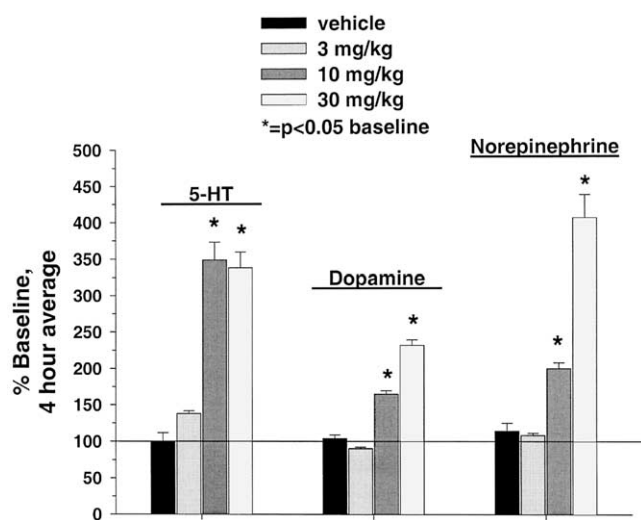 vehicle
3 mg/kg
10 mg/kg
30 mg/kg
*=p<0.05 baseline
Norepinephrine
5-HT
Dopamine
% Baseline,
4 hour average
500
450
400
350
300
250
200
150
100
50
0
*
*
*
*
*
*